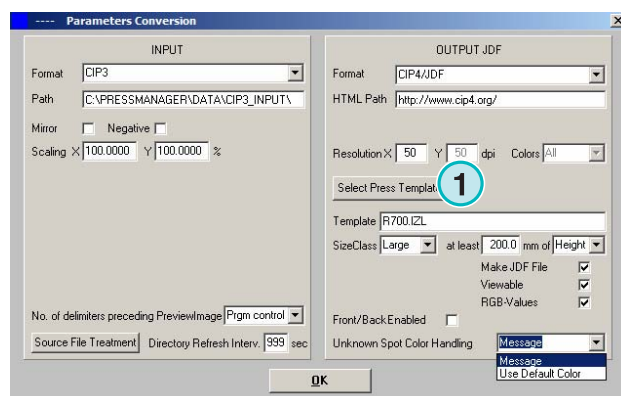 ---- Parameters Conversion
INPUT
Format CIP3
Path C:\PRESSMANAGER\DATA\CIP3_INPUT\
Mirror Negative
Scaling X 100.0000 Y 100.0000 %
No. of delimiters preceding PreviewImage Prgm control
Source File Treatment Directory Refresh Interv. 999 sec
OUTPUT JDF
Format CIP4/JDF
HTML Path http://www.cip4.org/
Resolution X 50 Y 50 dpi Colors All
Select Press Template
1
Template R700.IZL
SizeClass Large at least 200.0 mm of Height
Make JDF File
Viewable
RGB-Values
Front/Back Enabled
Unknown Spot Color Handling Message
Message
Use Default Color
OK